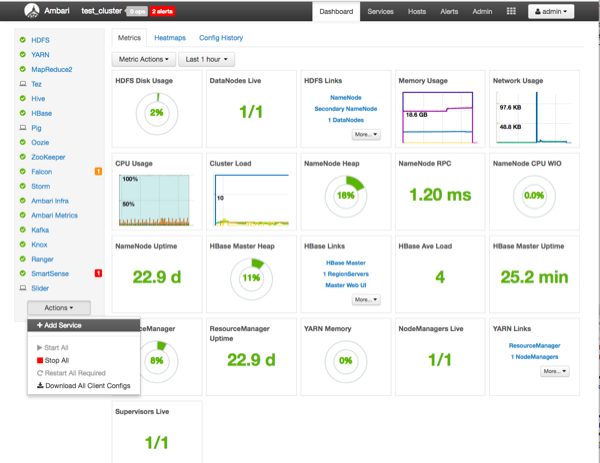 Ambari test_cluster 0 ops 2 alerts Dashboard Services Hosts Alerts Admin admin
Metrics Heatmaps Config History
Metric Actions Last 1 hour
HDFS
YARN
MapReduce2
Tez
Hive
HBase
Pig
Oozie
ZooKeeper
Falcon 1
Storm
Ambari Infra
Ambari Metrics
Kafka
Knox
Ranger
SmartSense 1
Slider
Actions
+ Add Service
Start All
Stop All
Restart All Required
Download All Client Configs
HDFS Disk Usage
2%
DataNodes Live
1/1
HDFS Links
NameNode
Secondary NameNode
1 DataNodes
More...
Memory Usage
18.6 GB
Network Usage
97.6 KB
48.8 KB
CPU Usage
100%
50%
Cluster Load
10
NameNode Heap
18%
NameNode RPC
1.20 ms
NameNode CPU WIO
0.0%
NameNode Uptime
22.9 d
HBase Master Heap
11%
HBase Links
HBase Master
1 RegionServers
Master Web UI
More...
HBase Ave Load
4
HBase Master Uptime
25.2 min
rceManager
8%
ResourceManager
Uptime
22.9 d
YARN Memory
0%
NodeManagers Live
1/1
YARN Links
ResourceManager
1 NodeManagers
More...
Supervisors Live
1/1